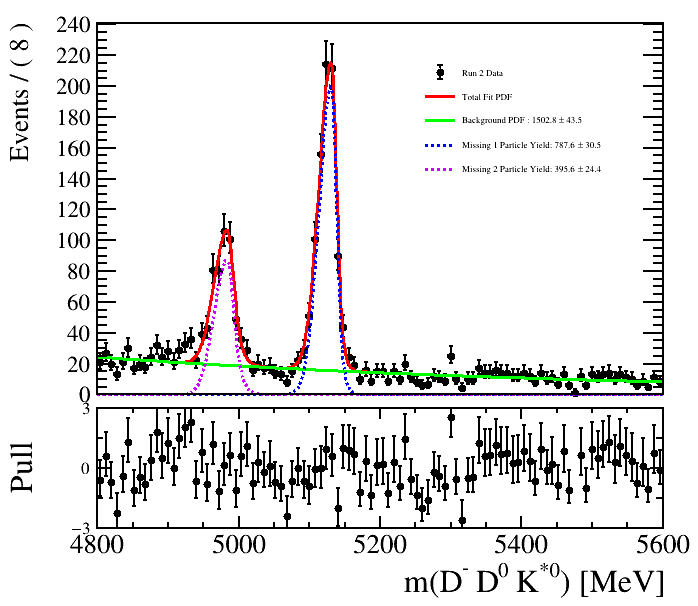 240
220
200
180
160
140
120
100
80
60
40
20
0
Events / ( 8 )
Run 2 Data
Total Fit PDF
Background PDF : 1502.8 ± 43.5
Missing 1 Particle Yield: 787.6 ± 30.5
Missing 2 Particle Yield: 395.6 ± 24.4
3
0
−3
Pull
4800 5000 5200 5400 5600
m(D⁻ D⁰ K*⁰) [MeV]